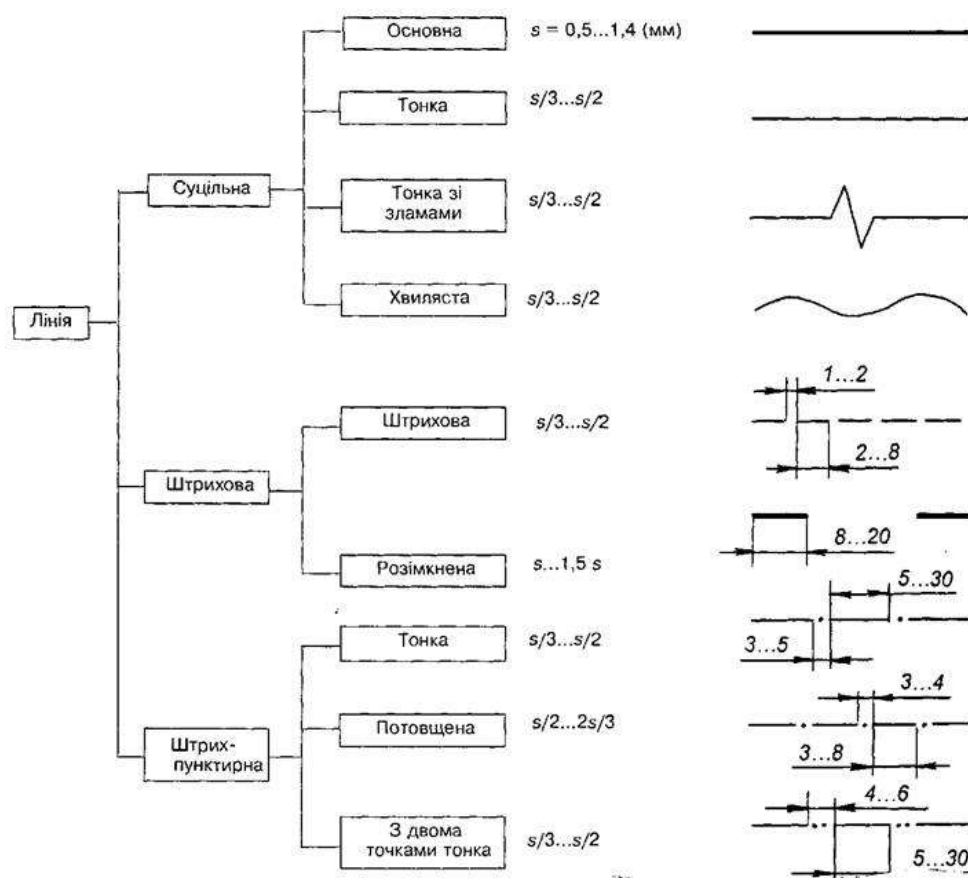 Основна s = 0,5...1,4 (мм)
Тонка s/3...s/2
Суцільна
Тонка зі
зламами
s/3...s/2
Хвиляста s/3...s/2
Лінія
1...2
Штрихова s/3...s/2
2...8
Штрихова
8...20
Розімкнена s...1,5 s
5...30
Тонка s/3...s/2
3...5
3...4
Потовщена s/2...2s/3
Штрих-
пунктирна
3...8
4...6
З двома
точками тонка
s/3...s/2
5...30